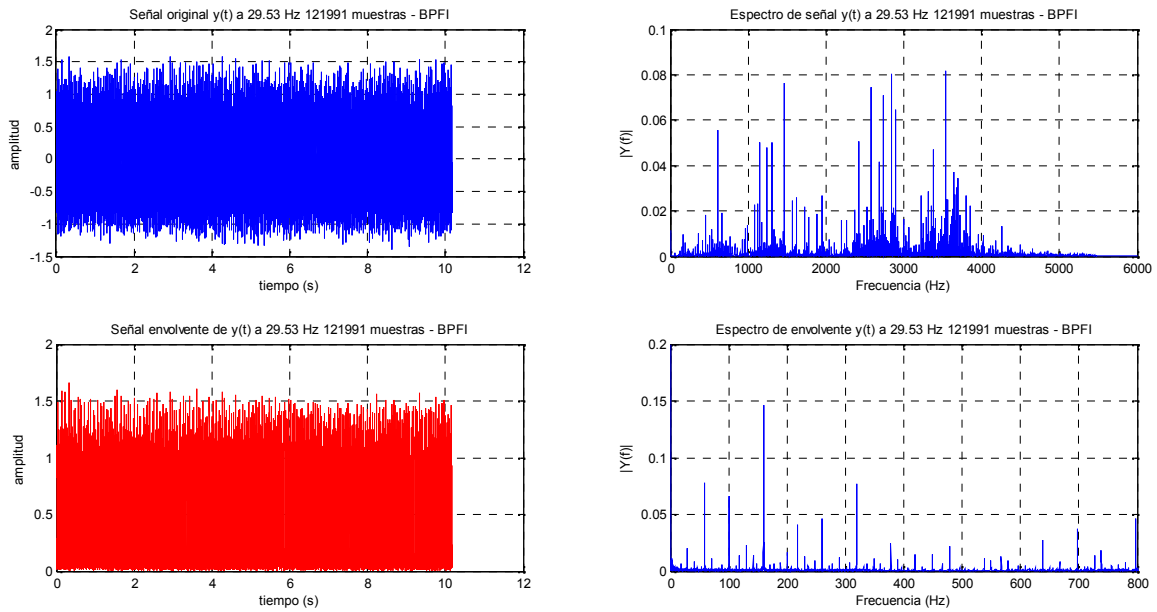 Señal original y(t) a 29.53 Hz 121991 muestras - BPFI
2
1.5
1
0.5
0
-0.5
-1
-1.5
amplitud
0 2 4 6 8 10 12
tiempo (s)
Espectro de señal y(t) a 29.53 Hz 121991 muestras - BPFI
0.1
0.08
0.06
0.04
0.02
0
|Y(f)|
0 1000 2000 3000 4000 5000 6000
Frecuencia (Hz)
Señal envolvente de y(t) a 29.53 Hz 121991 muestras - BPFI
2
1.5
1
0.5
0
amplitud
0 2 4 6 8 10 12
tiempo (s)
Espectro de envolvente y(t) a 29.53 Hz 121991 muestras - BPFI
0.2
0.15
0.1
0.05
0
|Y(f)|
0 100 200 300 400 500 600 700 800
Frecuencia (Hz)